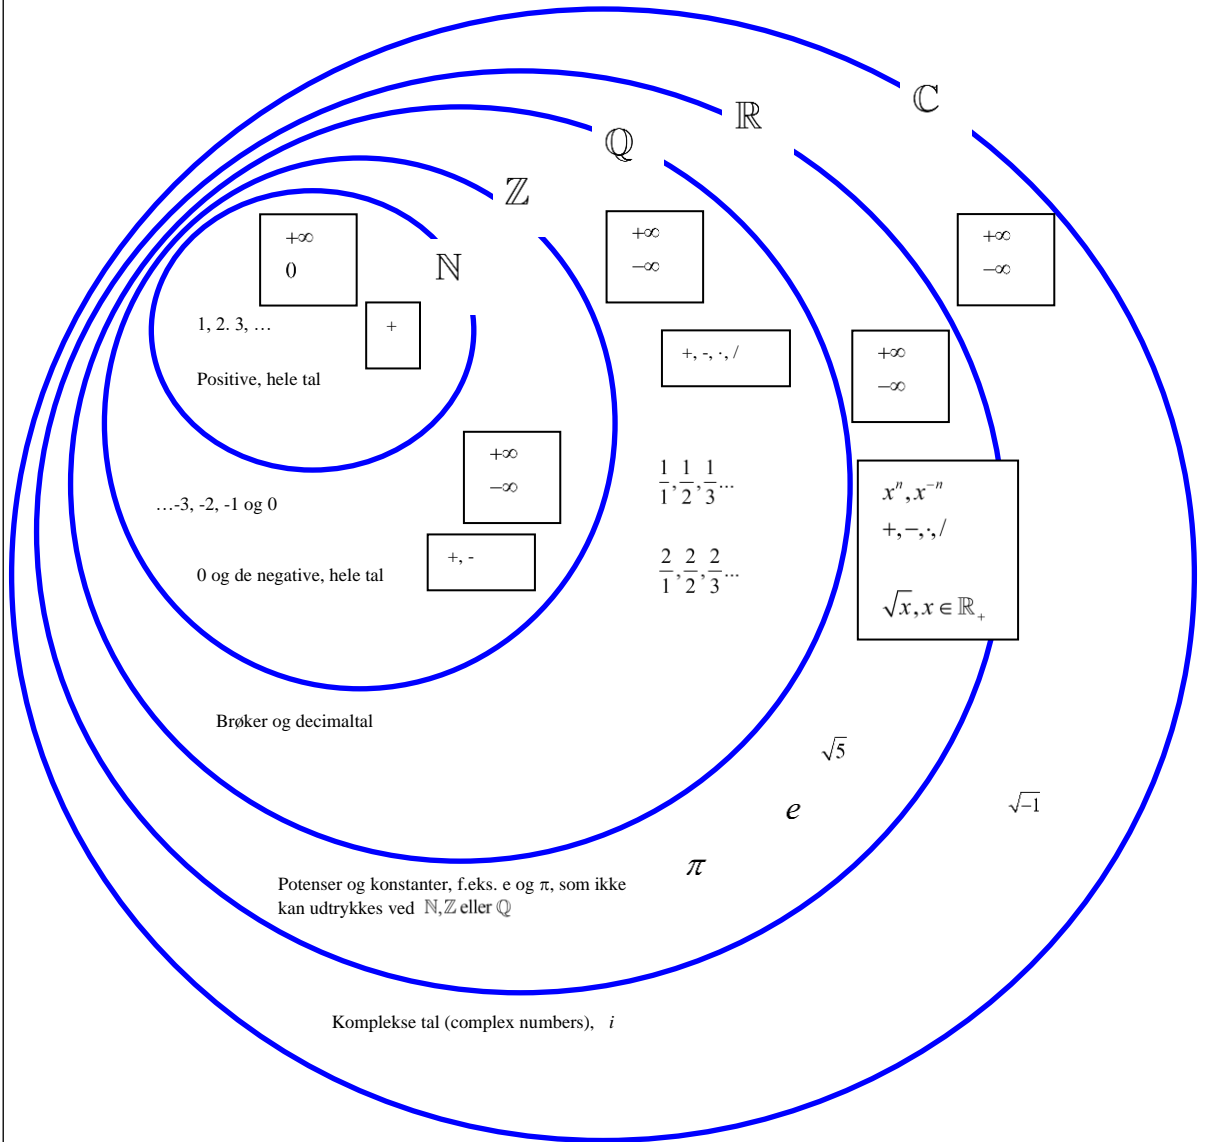 ℂ
ℝ
ℚ
ℤ
ℕ
+∞
0
1, 2. 3, …
+
Positive, hele tal
+∞
−∞
…-3, -2, -1 og 0
+, -
0 og de negative, hele tal
+∞
−∞
+, -, ·, /
1/1, 1/2, 1/3...
2/1, 2/2, 2/3...
Brøker og decimaltal
+∞
−∞
xⁿ, x⁻ⁿ
+,−,·,/
√x, x ∈ ℝ₊
√5
e
π
Potenser og konstanter, f.eks. e og π, som ikke
kan udtrykkes ved ℕ,ℤ eller ℚ
+∞
−∞
√−1
Komplekse tal (complex numbers), i